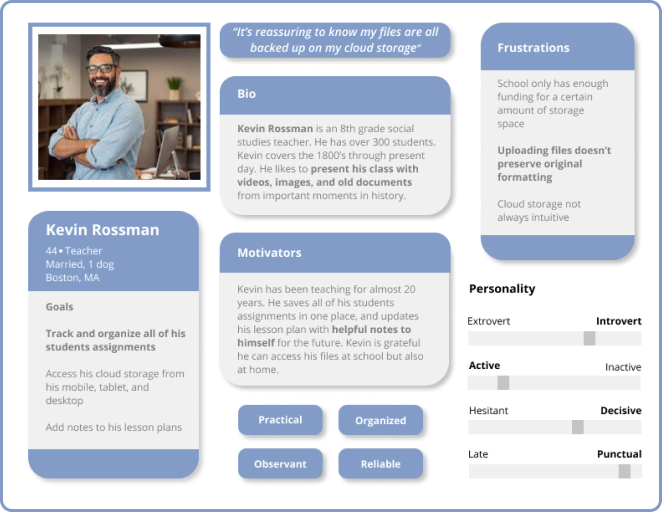 "It's reassuring to know my files are all
backed up on my cloud storage"
Kevin Rossman
44 • Teacher
Married, 1 dog
Boston, MA
Goals
Track and organize all of his
students assignments
Access his cloud storage from
his mobile, tablet, and
desktop
Add notes to his lesson plans
Bio
Kevin Rossman is an 8th grade social
studies teacher. He has over 300 students.
Kevin covers the 1800's through present
day. He likes to present his class with
videos, images, and old documents
from important moments in history.
Motivators
Kevin has been teaching for almost 20
years. He saves all of his students
assignments in one place, and updates
his lesson plan with helpful notes to
himself for the future. Kevin is grateful
he can access his files at school but also
at home.
Practical
Organized
Observant
Reliable
Frustrations
School only has enough
funding for a certain
amount of storage
space
Uploading files doesn't
preserve original
formatting
Cloud storage not
always intuitive
Personality
Extrovert Introvert
Active Inactive
Hesitant Decisive
Late Punctual